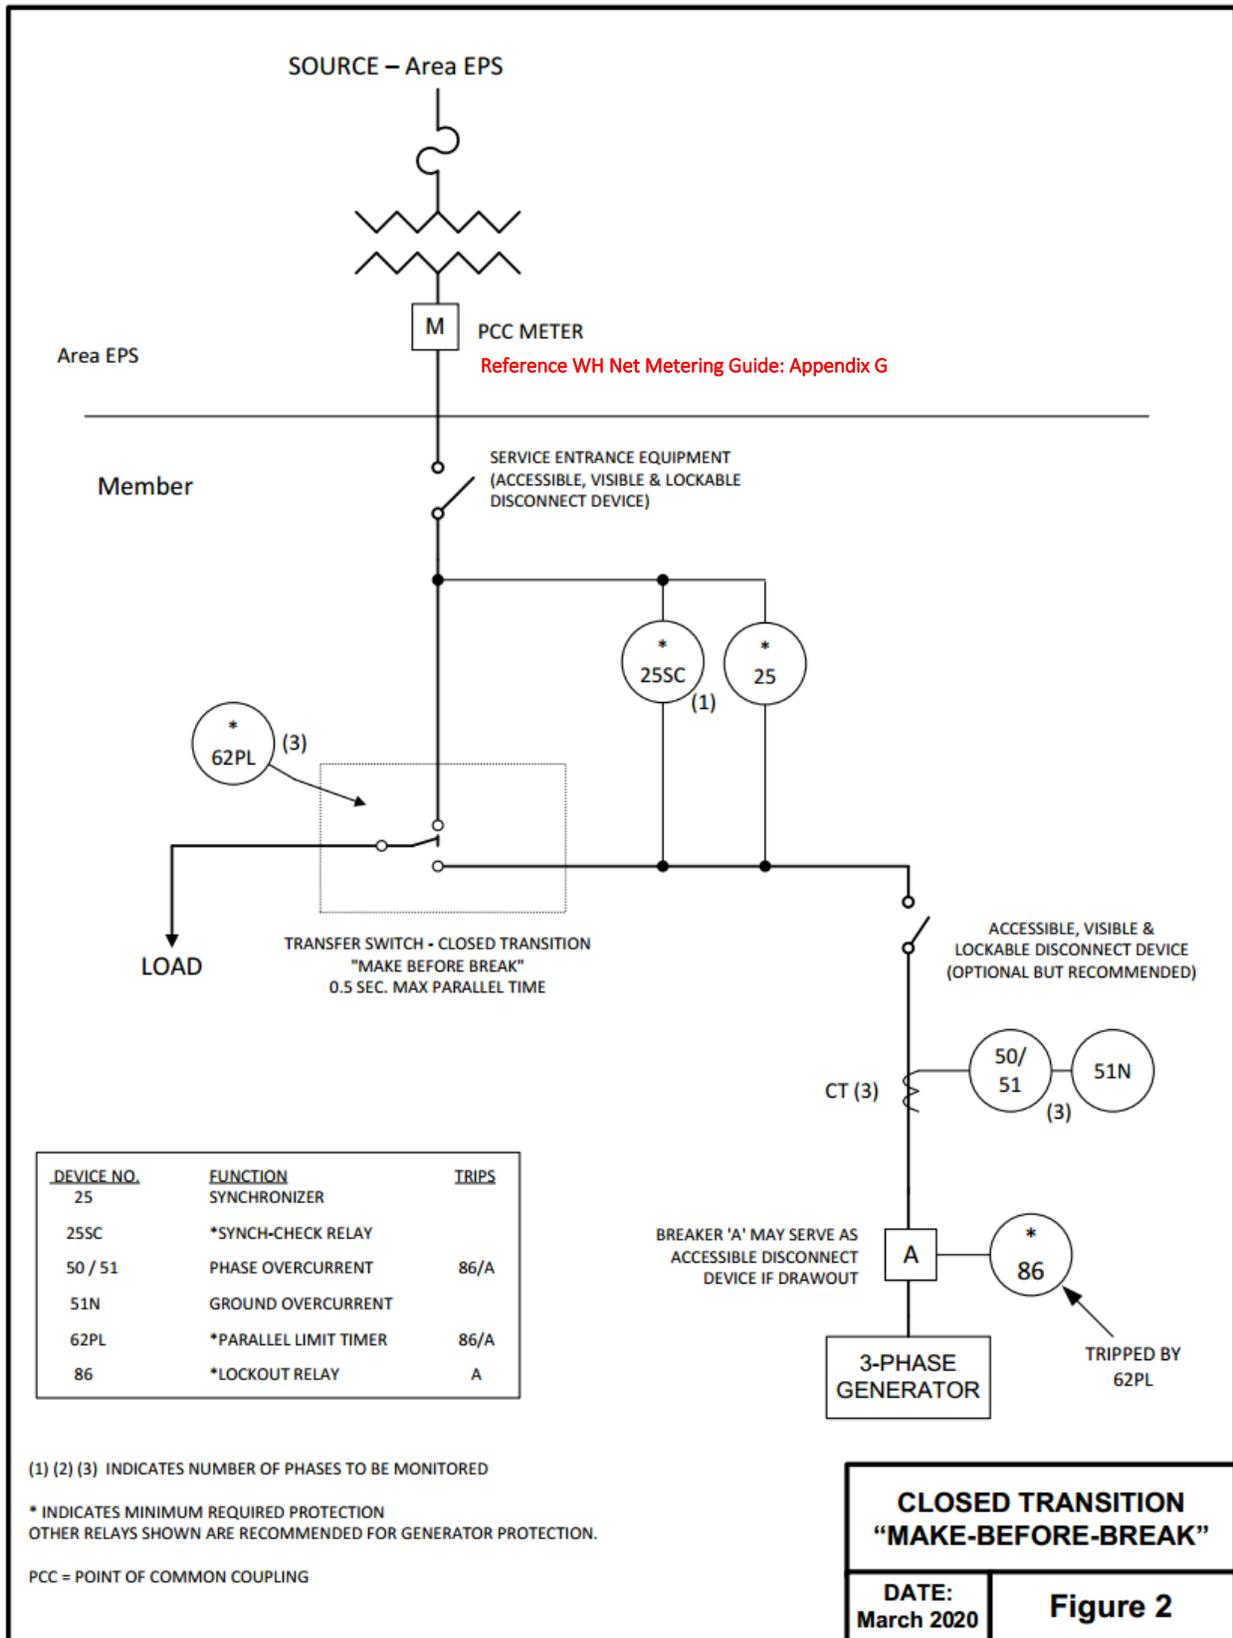 SOURCE – Area EPS
M
PCC METER
Reference WH Net Metering Guide: Appendix G
Area EPS
Member
SERVICE ENTRANCE EQUIPMENT
(ACCESSIBLE, VISIBLE & LOCKABLE
DISCONNECT DEVICE)
*
25SC
(1)
*
25
*
62PL
(3)
LOAD
TRANSFER SWITCH - CLOSED TRANSITION
"MAKE BEFORE BREAK"
0.5 SEC. MAX PARALLEL TIME
ACCESSIBLE, VISIBLE &
LOCKABLE DISCONNECT DEVICE
(OPTIONAL BUT RECOMMENDED)
CT (3)
50/
51
(3)
51N
BREAKER 'A' MAY SERVE AS
ACCESSIBLE DISCONNECT
DEVICE IF DRAWOUT
A
*
86
TRIPPED BY
62PL
3-PHASE
GENERATOR
DEVICE NO. FUNCTION TRIPS
25 SYNCHRONIZER
25SC *SYNCH-CHECK RELAY
50 / 51 PHASE OVERCURRENT 86/A
51N GROUND OVERCURRENT
62PL *PARALLEL LIMIT TIMER 86/A
86 *LOCKOUT RELAY A
(1) (2) (3) INDICATES NUMBER OF PHASES TO BE MONITORED
* INDICATES MINIMUM REQUIRED PROTECTION
OTHER RELAYS SHOWN ARE RECOMMENDED FOR GENERATOR PROTECTION.
PCC = POINT OF COMMON COUPLING
CLOSED TRANSITION
“MAKE-BEFORE-BREAK”
DATE:
March 2020
Figure 2